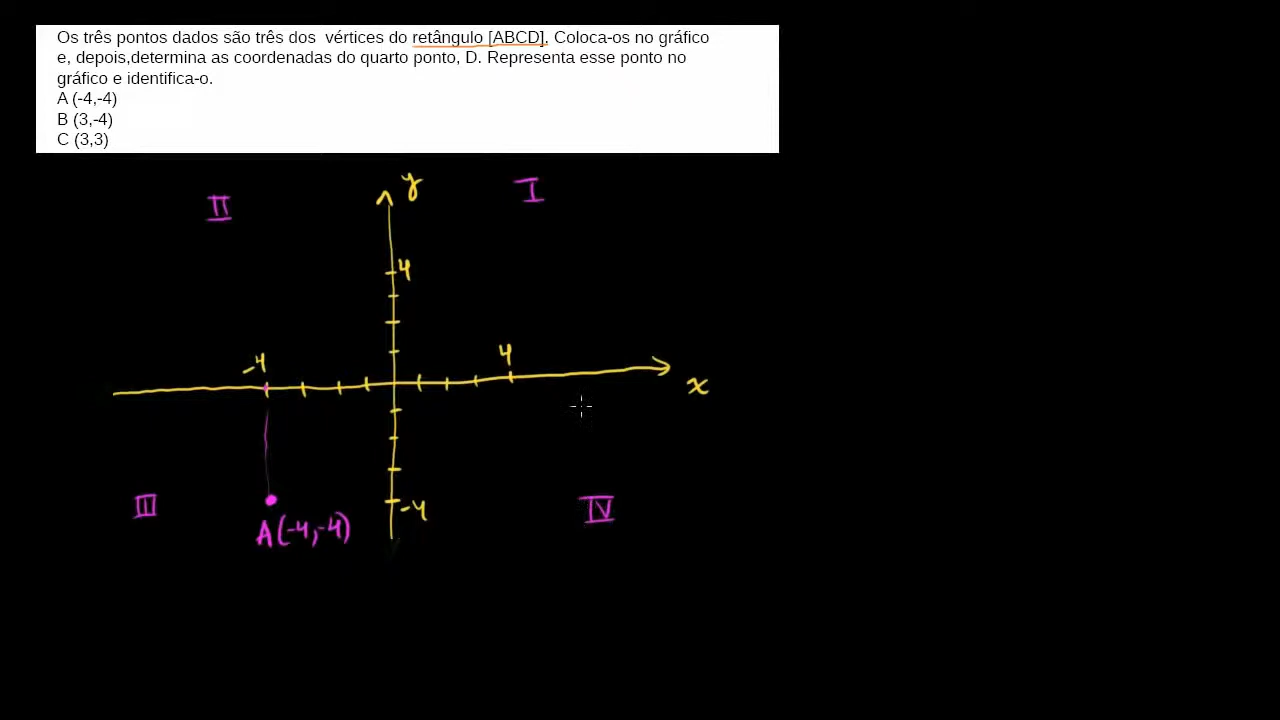 Os três pontos dados são três dos  vértices do retângulo [ABCD], Coloca-os no gráfico
e, depois,determina as coordenadas do quarto ponto, D. Representa esse ponto no
gráfico e identifica-o.
A (-4,-4)
B (3,-4)
C (3,3)
y
I
II
4
4
-4
x
III
-4
IV
A(-4,-4)